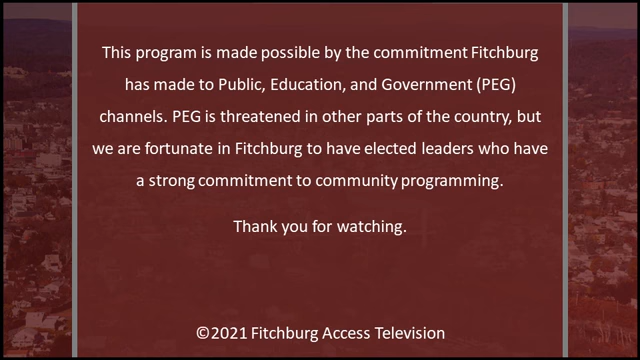 This program is made possible by the commitment Fitchburg
has made to Public, Education, and Government (PEG)
channels. PEG is threatened in other parts of the country, but
we are fortunate in Fitchburg to have elected leaders who have
a strong commitment to community programming.
Thank you for watching.
©2021 Fitchburg Access Television